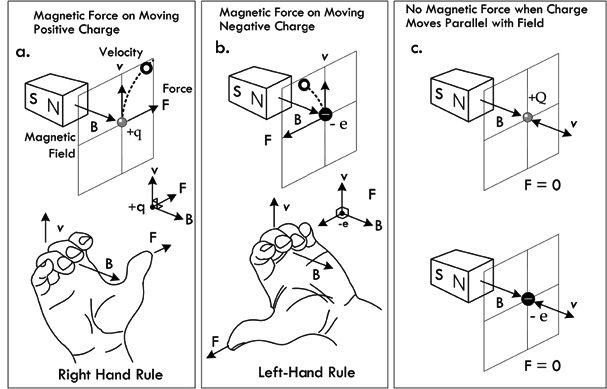 Magnetic Force on Moving
Positive Charge
a.
Velocity
v
Force
F
S N
B
+q
Magnetic
Field
v
F
+q
B
v
F
B
Right Hand Rule
Magnetic Force on Moving
Negative Charge
b.
v
S N
B
- e
F
v
F
-e
B
v
B
F
Left-Hand Rule
No Magnetic Force when Charge
Moves Parallel with Field
c.
S N
+Q
B
v
F = 0
S N
B
v
- e
F = 0